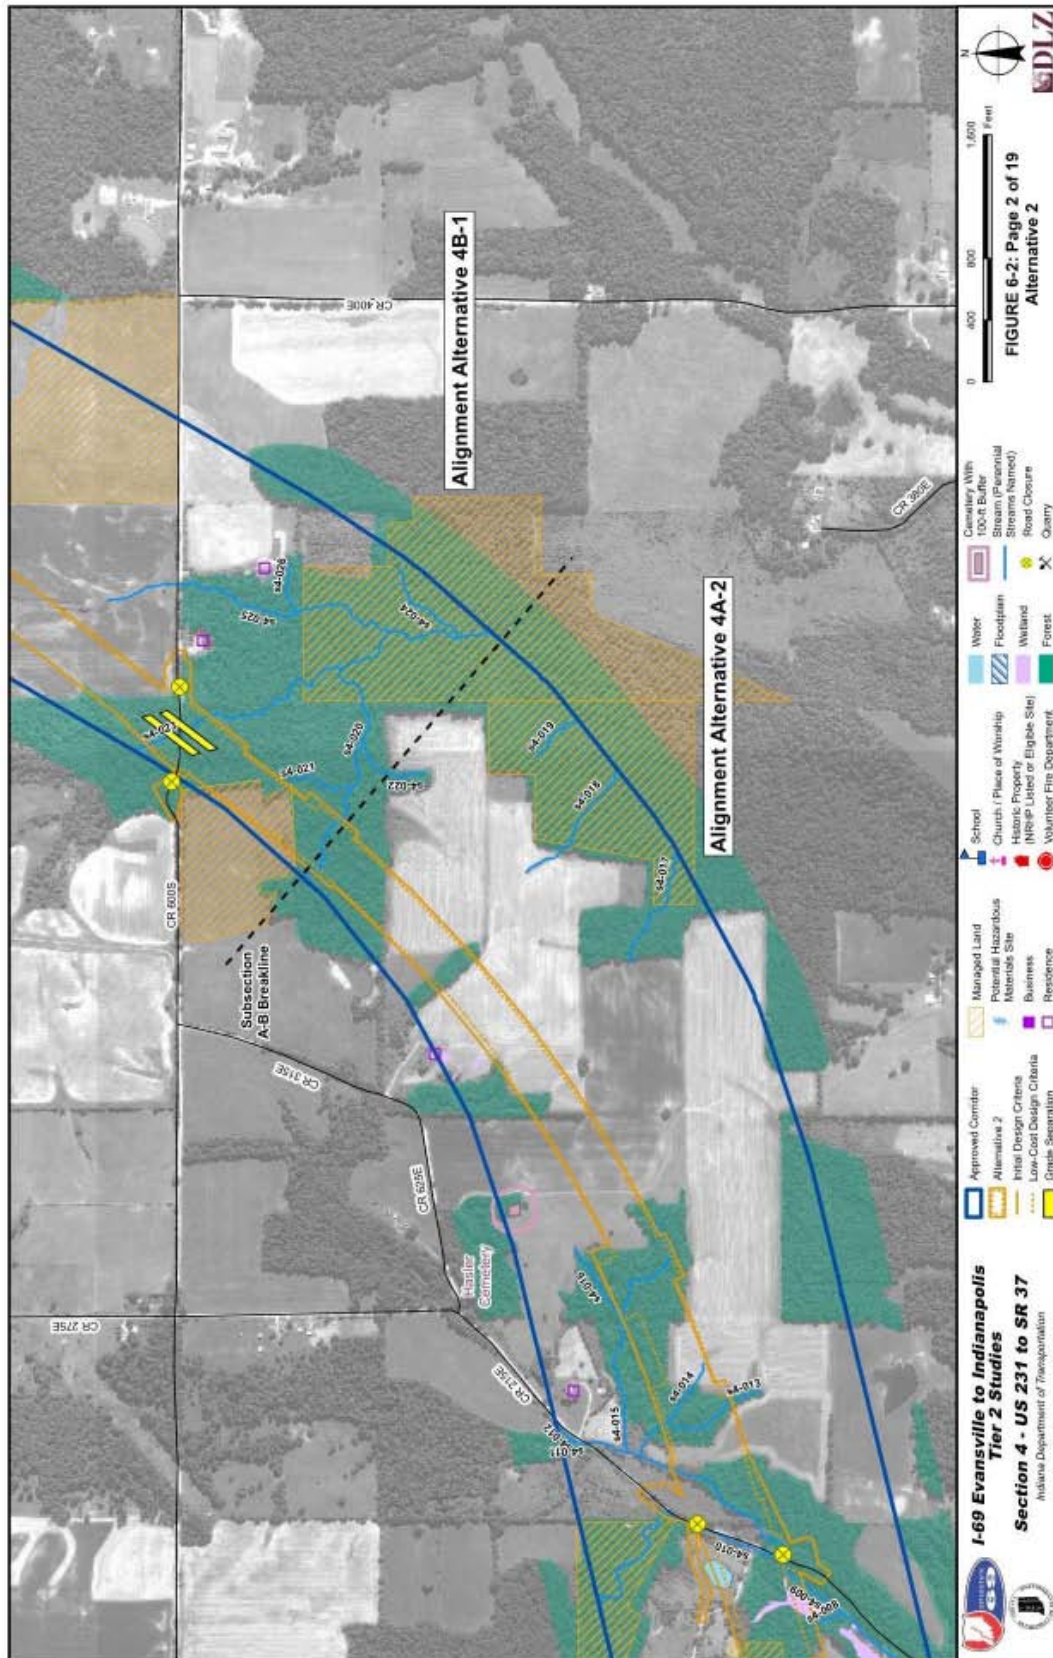 Alignment Alternative 4B-1
Alignment Alternative 4A-2
Subsection
A-B Breakline
CR 400E
CR 380E
CR 600S
CR 315E
CR 625E
CR 275E
CR 215E
Hasler
Cemetery
s4-026
s4-025
s4-024
s4-021
s4-020
s4-022
s4-019
s4-018
s4-017
s4-016
s4-015
s4-014
s4-013
s4-012
s4-011
s4-010
s4-009
s4-008
I-69 Evansville to Indianapolis
Tier 2 Studies
Section 4 - US 231 to SR 37
Indiana Department of Transportation
Approved Corridor
Alternative 2
Initial Design Criteria
Low-Cost Design Criteria
Grade Separation
Managed Land
Potential Hazardous
Materials Site
Business
Residence
School
Church / Place of Worship
Historic Property
(NRHP Listed or Eligible Site)
Volunteer Fire Department
Water
Floodplain
Wetland
Forest
Cemetery With
100-ft Buffer
Stream (Perennial
Streams Named)
Road Closure
Quarry
0 400 800 1,600
Feet
FIGURE 6-2: Page 2 of 19
Alternative 2
N
DLZ